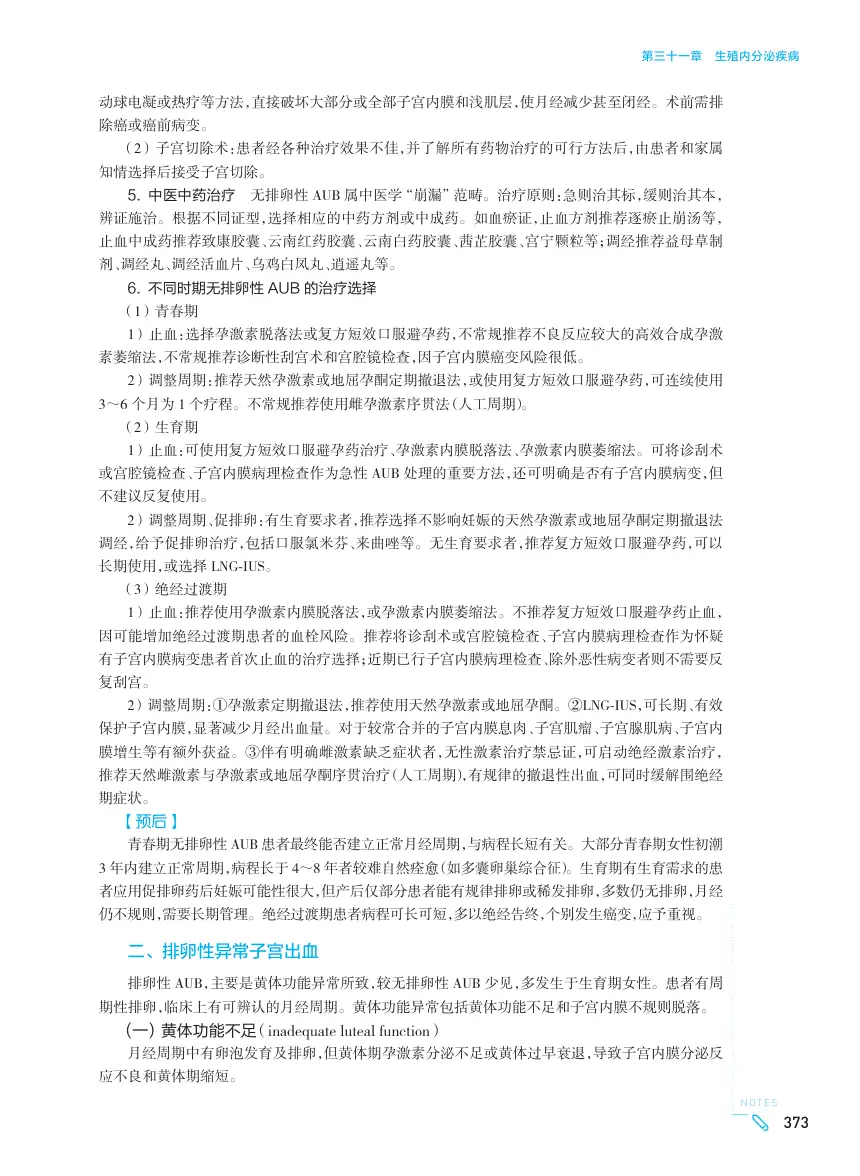 第三十一章 生殖内分泌疾病
动球电凝或热疗等方法,直接破坏大部分或全部子宫内膜和浅肌层,使月经减少甚至闭经。术前需排
除癌或癌前病变。
（2）子宫切除术:患者经各种治疗效果不佳,并了解所有药物治疗的可行方法后,由患者和家属
知情选择后接受子宫切除。
5. 中医中药治疗 无排卵性 AUB 属中医学“崩漏”范畴。治疗原则:急则治其标,缓则治其本,
辨证施治。根据不同证型,选择相应的中药方剂或中成药。如血瘀证,止血方剂推荐逐瘀止崩汤等,
止血中成药推荐致康胶囊、云南红药胶囊、云南白药胶囊、茜芷胶囊、宫宁颗粒等;调经推荐益母草制
剂、调经丸、调经活血片、乌鸡白凤丸、逍遥丸等。
6. 不同时期无排卵性 AUB 的治疗选择
（1）青春期
1）止血:选择孕激素脱落法或复方短效口服避孕药,不常规推荐不良反应较大的高效合成孕激
素萎缩法,不常规推荐诊断性刮宫术和宫腔镜检查,因子宫内膜癌变风险很低。
2）调整周期:推荐天然孕激素或地屈孕酮定期撤退法,或使用复方短效口服避孕药,可连续使用
3～6 个月为 1 个疗程。不常规推荐使用雌孕激素序贯法（人工周期）。
（2）生育期
1）止血:可使用复方短效口服避孕药治疗、孕激素内膜脱落法、孕激素内膜萎缩法。可将诊刮术
或宫腔镜检查、子宫内膜病理检查作为急性 AUB 处理的重要方法,还可明确是否有子宫内膜病变,但
不建议反复使用。
2）调整周期、促排卵:有生育要求者,推荐选择不影响妊娠的天然孕激素或地屈孕酮定期撤退法
调经,给予促排卵治疗,包括口服氯米芬、来曲唑等。无生育要求者,推荐复方短效口服避孕药,可以
长期使用,或选择 LNG-IUS。
（3）绝经过渡期
1）止血:推荐使用孕激素内膜脱落法,或孕激素内膜萎缩法。不推荐复方短效口服避孕药止血,
因可能增加绝经过渡期患者的血栓风险。推荐将诊刮术或宫腔镜检查、子宫内膜病理检查作为怀疑
有子宫内膜病变患者首次止血的治疗选择;近期已行子宫内膜病理检查、除外恶性病变者则不需要反
复刮宫。
2）调整周期:①孕激素定期撤退法,推荐使用天然孕激素或地屈孕酮。②LNG-IUS,可长期、有效
保护子宫内膜,显著减少月经出血量。对于较常合并的子宫内膜息肉、子宫肌瘤、子宫腺肌病、子宫内
膜增生等有额外获益。③伴有明确雌激素缺乏症状者,无性激素治疗禁忌证,可启动绝经激素治疗,
推荐天然雌激素与孕激素或地屈孕酮序贯治疗（人工周期）,有规律的撤退性出血,可同时缓解围绝经
期症状。
【预后】
青春期无排卵性 AUB 患者最终能否建立正常月经周期,与病程长短有关。大部分青春期女性初潮
3 年内建立正常周期,病程长于 4～8 年者较难自然痊愈（如多囊卵巢综合征）。生育期有生育需求的患
者应用促排卵药后妊娠可能性很大,但产后仅部分患者能有规律排卵或稀发排卵,多数仍无排卵,月经
仍不规则,需要长期管理。绝经过渡期患者病程可长可短,多以绝经告终,个别发生癌变,应予重视。
二、排卵性异常子宫出血
排卵性 AUB,主要是黄体功能异常所致,较无排卵性 AUB 少见,多发生于生育期女性。患者有周
期性排卵,临床上有可辨认的月经周期。黄体功能异常包括黄体功能不足和子宫内膜不规则脱落。
（一）黄体功能不足（inadequate luteal function）
月经周期中有卵泡发育及排卵,但黄体期孕激素分泌不足或黄体过早衰退,导致子宫内膜分泌反
应不良和黄体期缩短。
NOTES
373